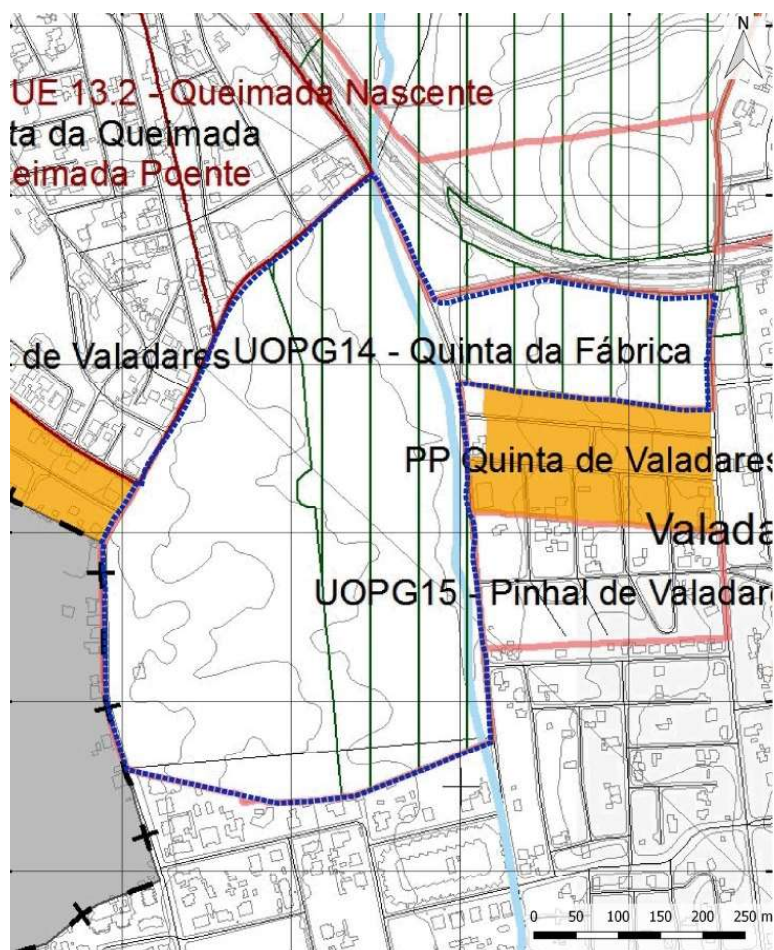 N
UE 13.2 - Queimada Nascente
ta da Queimada
eimada Poente
de Valadares
UOPG14 - Quinta da Fábrica
PP Quinta de Valadares
Valada
UOPG15 - Pinhal de Valadare
0 50 100 150 200 250 m